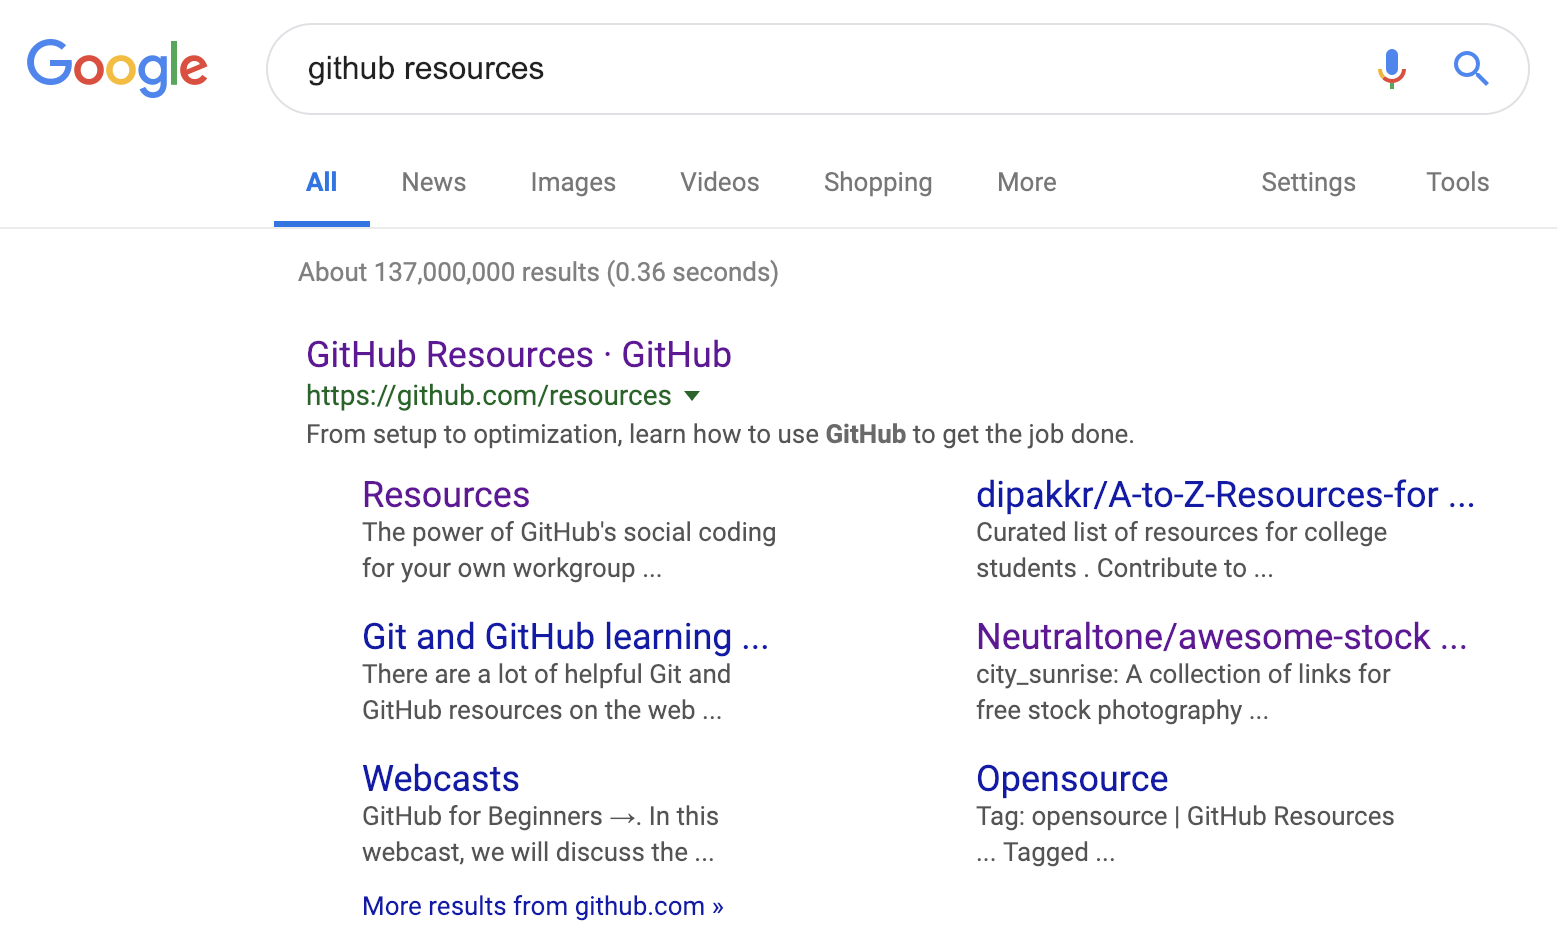 Google
github resources
All News Images Videos Shopping More Settings Tools
About 137,000,000 results (0.36 seconds)
GitHub Resources · GitHub
https://github.com/resources
From setup to optimization, learn how to use GitHub to get the job done.
Resources
The power of GitHub's social coding
for your own workgroup ...
dipakkr/A-to-Z-Resources-for ...
Curated list of resources for college
students . Contribute to ...
Git and GitHub learning ...
There are a lot of helpful Git and
GitHub resources on the web ...
Neutraltone/awesome-stock ...
city_sunrise: A collection of links for
free stock photography ...
Webcasts
GitHub for Beginners →. In this
webcast, we will discuss the ...
Opensource
Tag: opensource | GitHub Resources
... Tagged ...
More results from github.com »